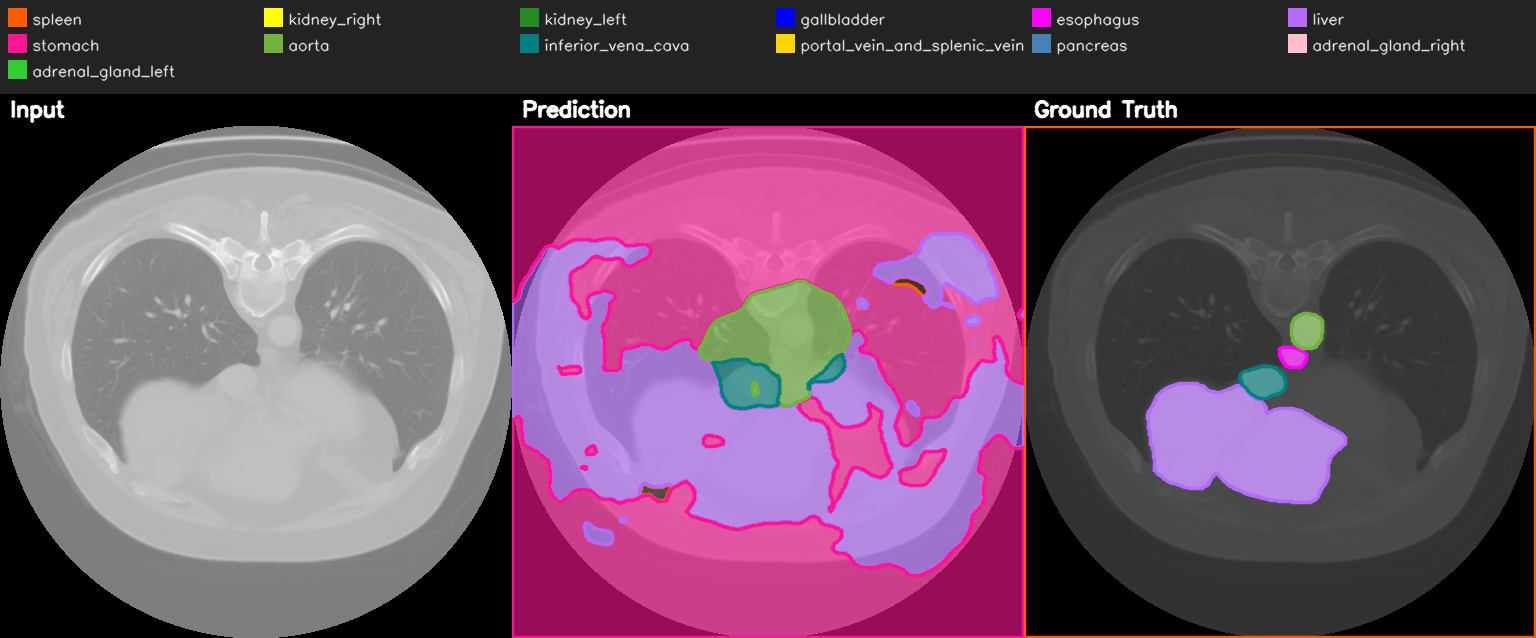 spleen kidney_right kidney_left gallbladder esophagus liver
stomach aorta inferior_vena_cava portal_vein_and_splenic_vein pancreas adrenal_gland_right
adrenal_gland_left
Input Prediction Ground Truth